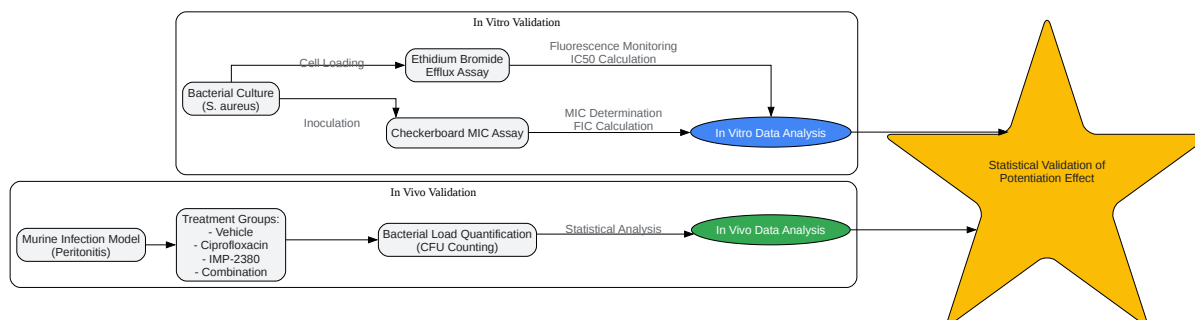 In Vitro Validation
Cell Loading
Ethidium Bromide
Efflux Assay
Fluorescence Monitoring
IC50 Calculation
Bacterial Culture
(S. aureus)
Inoculation
Checkerboard MIC Assay
MIC Determination
FIC Calculation
In Vitro Data Analysis
Statistical Validation of
Potentiation Effect
In Vivo Validation
Murine Infection Model
(Peritonitis)
Treatment Groups:
- Vehicle
- Ciprofloxacin
- IMP-2380
- Combination
Bacterial Load Quantification
(CFU Counting)
Statistical Analysis
In Vivo Data Analysis